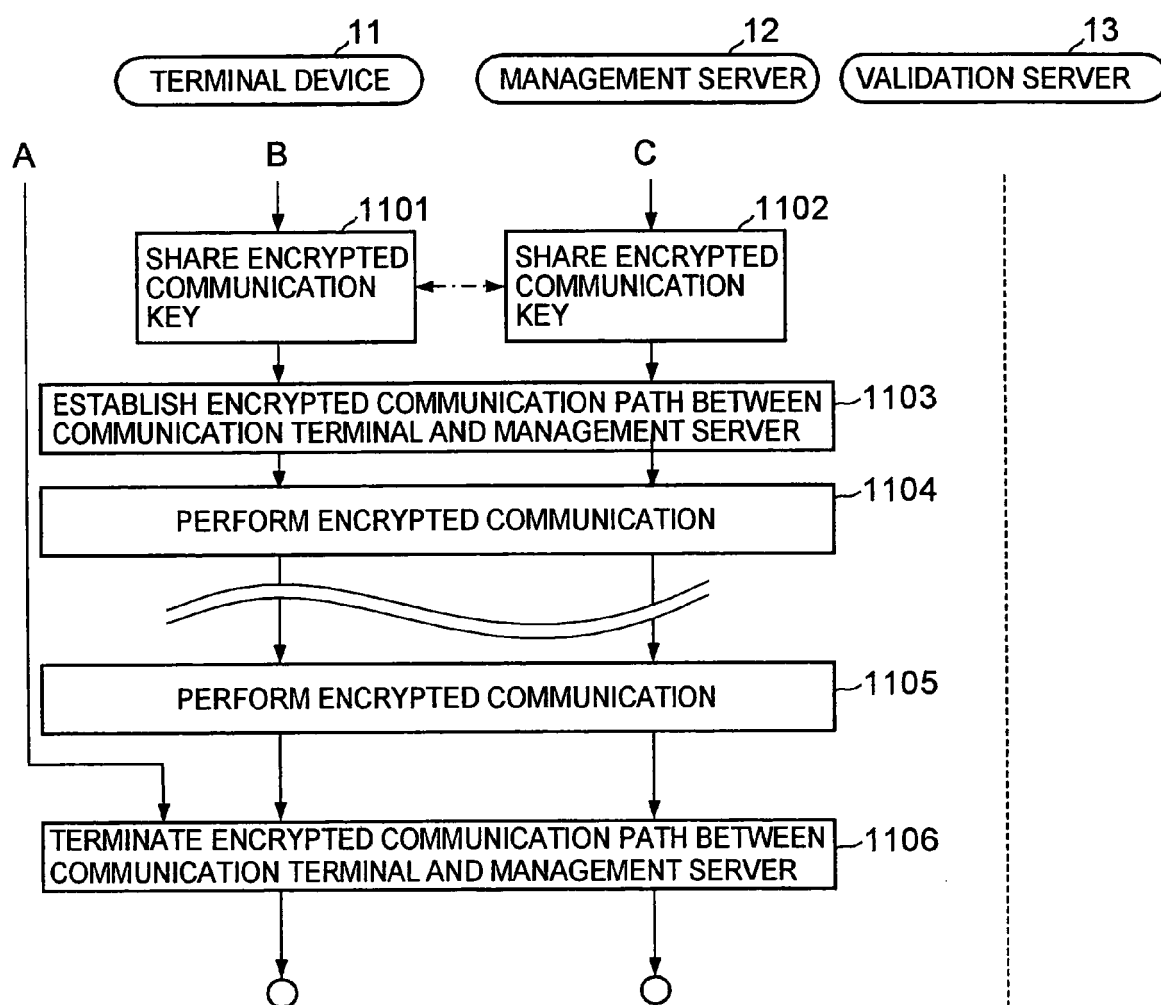 11
12
13
TERMINAL DEVICE
MANAGEMENT SERVER
VALIDATION SERVER
A
B
C
1101
1102
SHARE ENCRYPTED
COMMUNICATION
KEY
SHARE ENCRYPTED
COMMUNICATION
KEY
ESTABLISH ENCRYPTED COMMUNICATION PATH BETWEEN
COMMUNICATION TERMINAL AND MANAGEMENT SERVER
1103
PERFORM ENCRYPTED COMMUNICATION
1104
PERFORM ENCRYPTED COMMUNICATION
1105
TERMINATE ENCRYPTED COMMUNICATION PATH BETWEEN
COMMUNICATION TERMINAL AND MANAGEMENT SERVER
1106